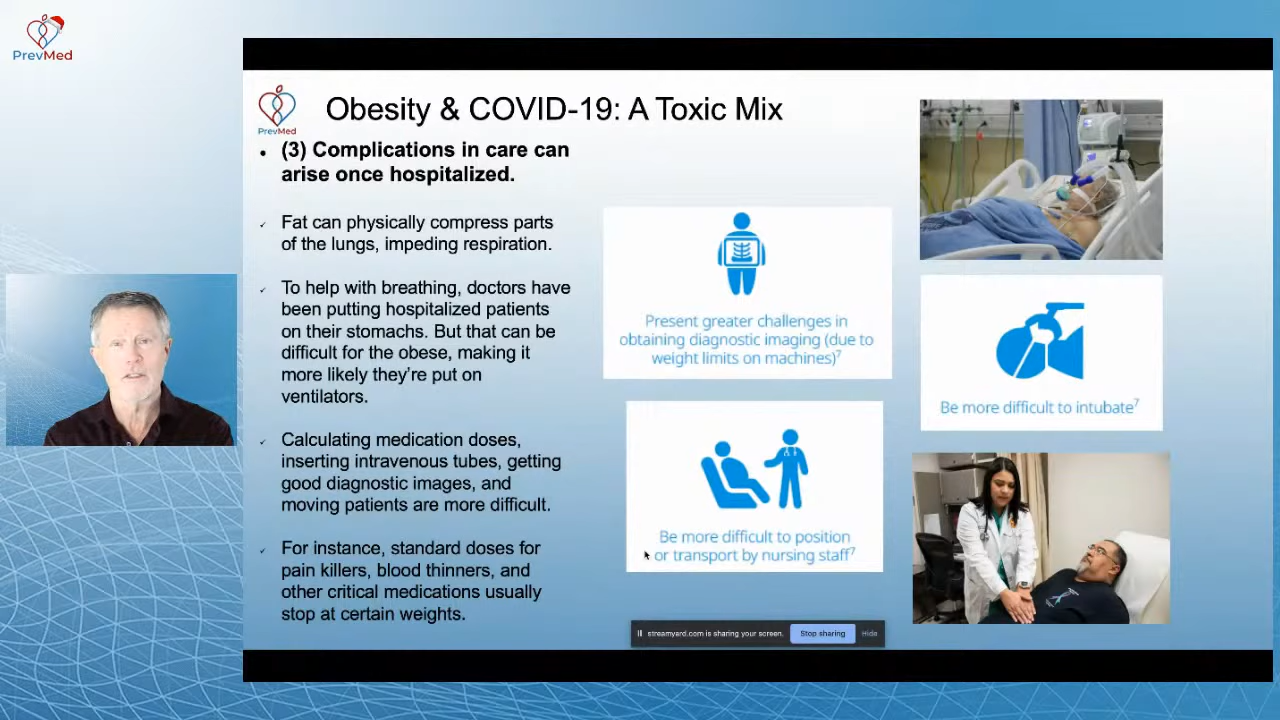 PrevMed
PrevMed
Obesity & COVID-19: A Toxic Mix
• (3) Complications in care can
arise once hospitalized.
✓ Fat can physically compress parts
of the lungs, impeding respiration.
✓ To help with breathing, doctors have
been putting hospitalized patients
on their stomachs. But that can be
difficult for the obese, making it
more likely they're put on
ventilators.
✓ Calculating medication doses,
inserting intravenous tubes, getting
good diagnostic images, and
moving patients are more difficult.
✓ For instance, standard doses for
pain killers, blood thinners, and
other critical medications usually
stop at certain weights.
Present greater challenges in
obtaining diagnostic imaging (due to
weight limits on machines)⁷
Be more difficult to position
or transport by nursing staff⁷
Be more difficult to intubate⁷
streamyard.com is sharing your screen.
Stop sharing
Hide